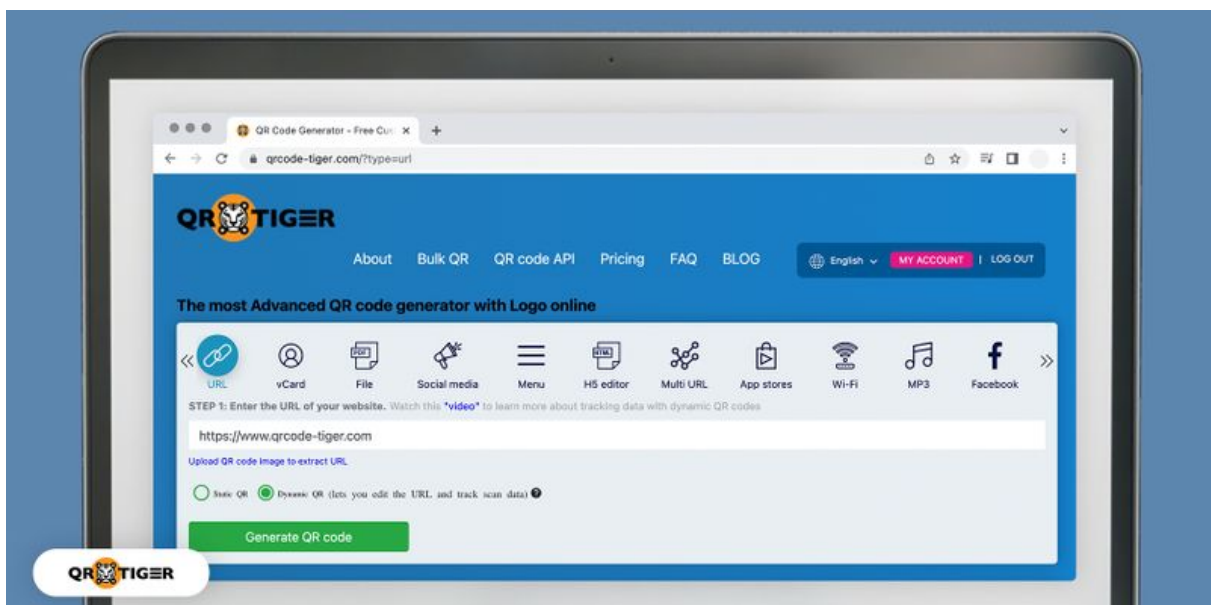 QR Code Generator - Free Cus
qrcode-tiger.com/?type=url
QR TIGER
About Bulk QR QR code API Pricing FAQ BLOG English MY ACCOUNT | LOG OUT
The most Advanced QR code generator with Logo online
URL vCard File Social media Menu H5 editor Multi URL App stores Wi-Fi MP3 Facebook
PDF HTML
STEP 1: Enter the URL of your website. Watch this "video" to learn more about tracking data with dynamic QR codes
https://www.qrcode-tiger.com
Upload QR code image to extract URL
Static QR Dynamic QR (lets you edit the URL and track scan data) ?
Generate QR code
QR TIGER